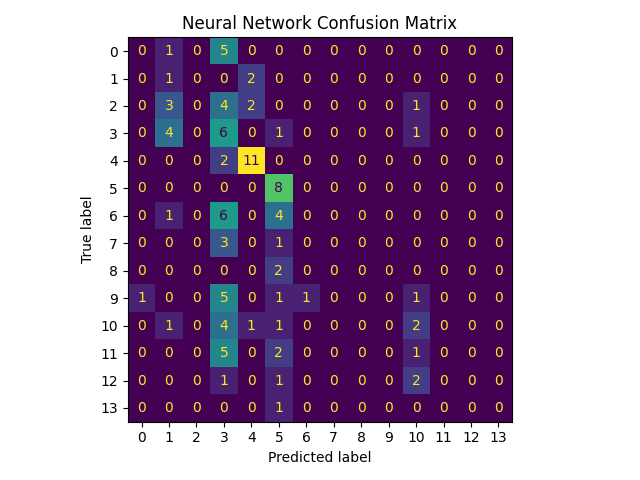 Neural Network Confusion Matrix
0 0 1 0 5 0 0 0 0 0 0 0 0 0 0
1 0 1 0 0 2 0 0 0 0 0 0 0 0 0
2 0 3 0 4 2 0 0 0 0 0 1 0 0 0
3 0 4 0 6 0 1 0 0 0 0 1 0 0 0
4 0 0 0 2 11 0 0 0 0 0 0 0 0 0
5 0 0 0 0 0 8 0 0 0 0 0 0 0 0
6 0 1 0 6 0 4 0 0 0 0 0 0 0 0
7 0 0 0 3 0 1 0 0 0 0 0 0 0 0
8 0 0 0 0 0 2 0 0 0 0 0 0 0 0
9 1 0 0 5 0 1 1 0 0 0 1 0 0 0
10 0 1 0 4 1 1 0 0 0 0 2 0 0 0
11 0 0 0 5 0 2 0 0 0 0 1 0 0 0
12 0 0 0 1 0 1 0 0 0 0 2 0 0 0
13 0 0 0 0 0 1 0 0 0 0 0 0 0 0
True label
0 1 2 3 4 5 6 7 8 9 10 11 12 13
Predicted label